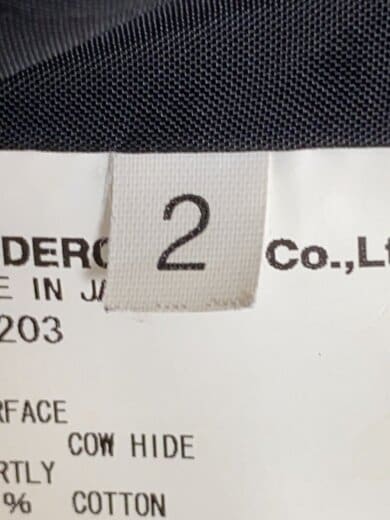 2
DERC Co.,Lt
E IN JA
203
RFACE
COW HIDE
RTLY
% COTTON